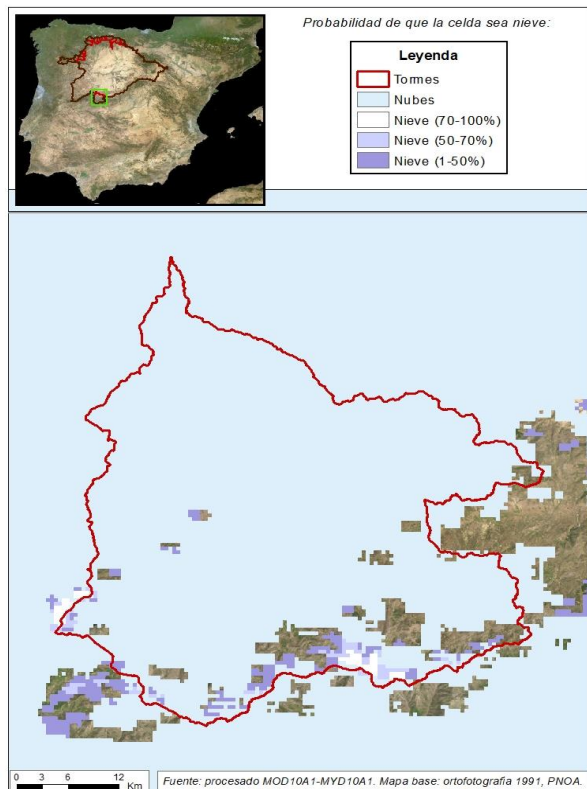 Probabilidad de que la celda sea nieve:
Leyenda
Tormes
Nubes
Nieve (70-100%)
Nieve (50-70%)
Nieve (1-50%)
0 3 6 12
Km
Fuente: procesado MOD10A1-MYD10A1. Mapa base: ortofotografia 1991, PNOA.